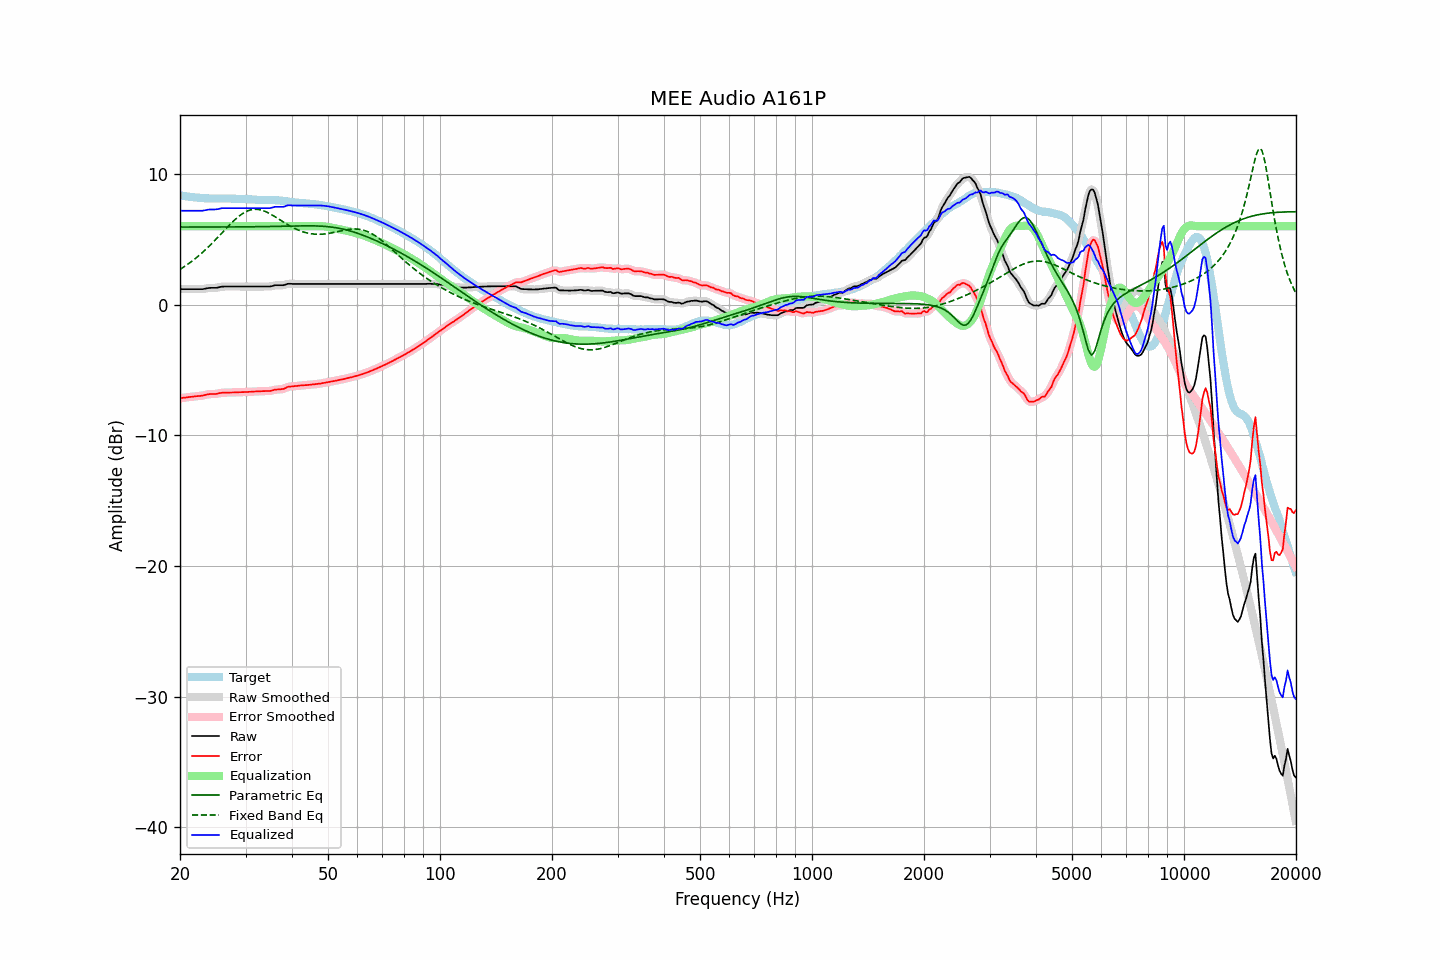 MEE Audio A161P
Amplitude (dBr)
10
0
−10
−20
−30
−40
Target
Raw Smoothed
Error Smoothed
Raw
Error
Equalization
Parametric Eq
Fixed Band Eq
Equalized
20 50 100 200 500 1000 2000 5000 10000 20000
Frequency (Hz)